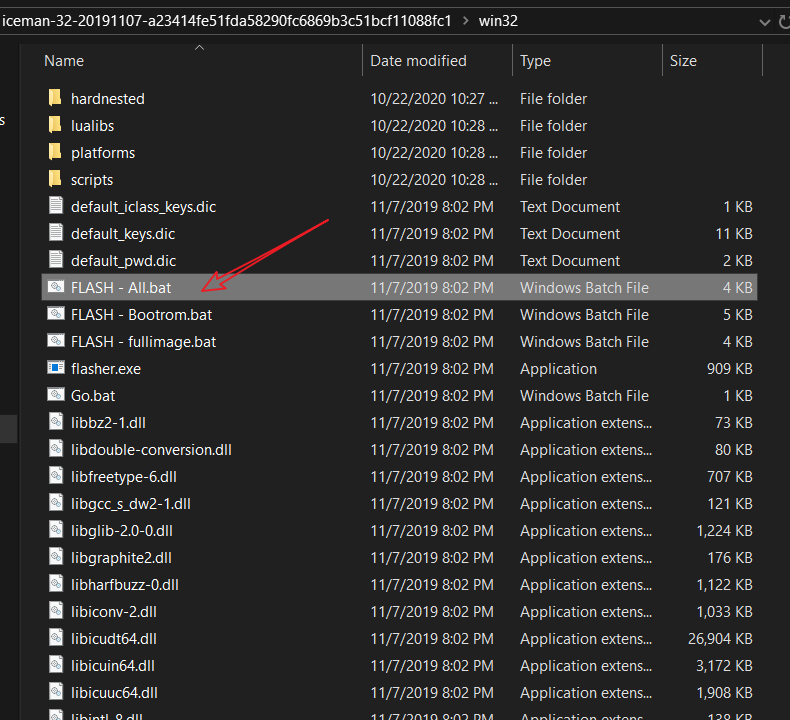 iceman-32-20191107-a23414fe51fda58290fc6869b3c51bcf11088fc1 > win32
Name Date modified Type Size
hardnested 10/22/2020 10:27 ... File folder
lualibs 10/22/2020 10:28 ... File folder
platforms 10/22/2020 10:28 ... File folder
scripts 10/22/2020 10:28 ... File folder
s
default_iclass_keys.dic 11/7/2019 8:02 PM Text Document 1 KB
default_keys.dic 11/7/2019 8:02 PM Text Document 11 KB
default_pwd.dic 11/7/2019 8:02 PM Text Document 2 KB
FLASH - All.bat 11/7/2019 8:02 PM Windows Batch File 4 KB
FLASH - Bootrom.bat 11/7/2019 8:02 PM Windows Batch File 5 KB
FLASH - fullimage.bat 11/7/2019 8:02 PM Windows Batch File 4 KB
flasher.exe 11/7/2019 8:02 PM Application 909 KB
Go.bat 11/7/2019 8:02 PM Windows Batch File 1 KB
libbz2-1.dll 11/7/2019 8:02 PM Application extens... 73 KB
libdouble-conversion.dll 11/7/2019 8:02 PM Application extens... 80 KB
libfreetype-6.dll 11/7/2019 8:02 PM Application extens... 707 KB
libgcc_s_dw2-1.dll 11/7/2019 8:02 PM Application extens... 121 KB
libglib-2.0-0.dll 11/7/2019 8:02 PM Application extens... 1,224 KB
libgraphite2.dll 11/7/2019 8:02 PM Application extens... 176 KB
libharfbuzz-0.dll 11/7/2019 8:02 PM Application extens... 1,122 KB
libiconv-2.dll 11/7/2019 8:02 PM Application extens... 1,033 KB
libicudt64.dll 11/7/2019 8:02 PM Application extens... 26,904 KB
libicuin64.dll 11/7/2019 8:02 PM Application extens... 3,172 KB
libicuuc64.dll 11/7/2019 8:02 PM Application extens... 1,908 KB
libintl-8.dll 11/7/2019 8:02 PM Application extens... 138 KB